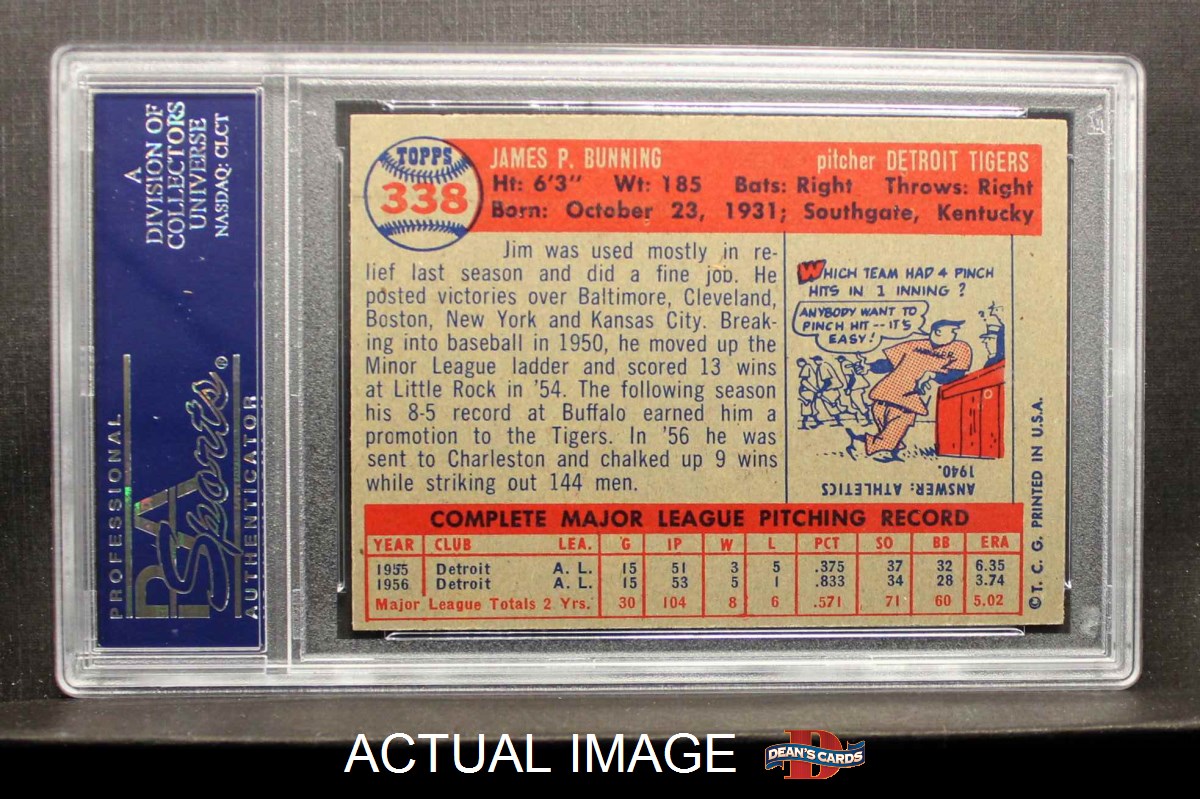 A
DIVISION OF
COLLECTORS
UNIVERSE
NASDAQ: CLCT
PROFESSIONAL
PSA
Sports®
AUTHENTICATOR
TOPPS
338
JAMES P. BUNNING pitcher DETROIT TIGERS
Ht: 6'3" Wt: 185 Bats: Right Throws: Right
Born: October 23, 1931; Southgate, Kentucky
Jim was used mostly in re-
lief last season and did a fine job. He
posted victories over Baltimore, Cleveland,
Boston, New York and Kansas City. Break-
ing into baseball in 1950, he moved up the
Minor League ladder and scored 13 wins
at Little Rock in '54. The following season
his 8-5 record at Buffalo earned him a
promotion to the Tigers. In '56 he was
sent to Charleston and chalked up 9 wins
while striking out 144 men.
WHICH TEAM HAD 4 PINCH
HITS IN 1 INNING?
ANYBODY WANT TO
PINCH HIT--IT'S
EASY!
ANSWER: ATHLETICS
1940.
COMPLETE MAJOR LEAGUE PITCHING RECORD
YEAR CLUB LEA. G IP W L PCT SO BB ERA
1955 Detroit A. L. 15 51 3 5 .375 37 32 6.35
1956 Detroit A. L. 15 53 5 1 .833 34 28 3.74
Major League Totals 2 Yrs. 30 104 8 6 .571 71 60 5.02
© T. C. G. PRINTED IN U.S.A.
ACTUAL IMAGE
DEAN'S CARDS